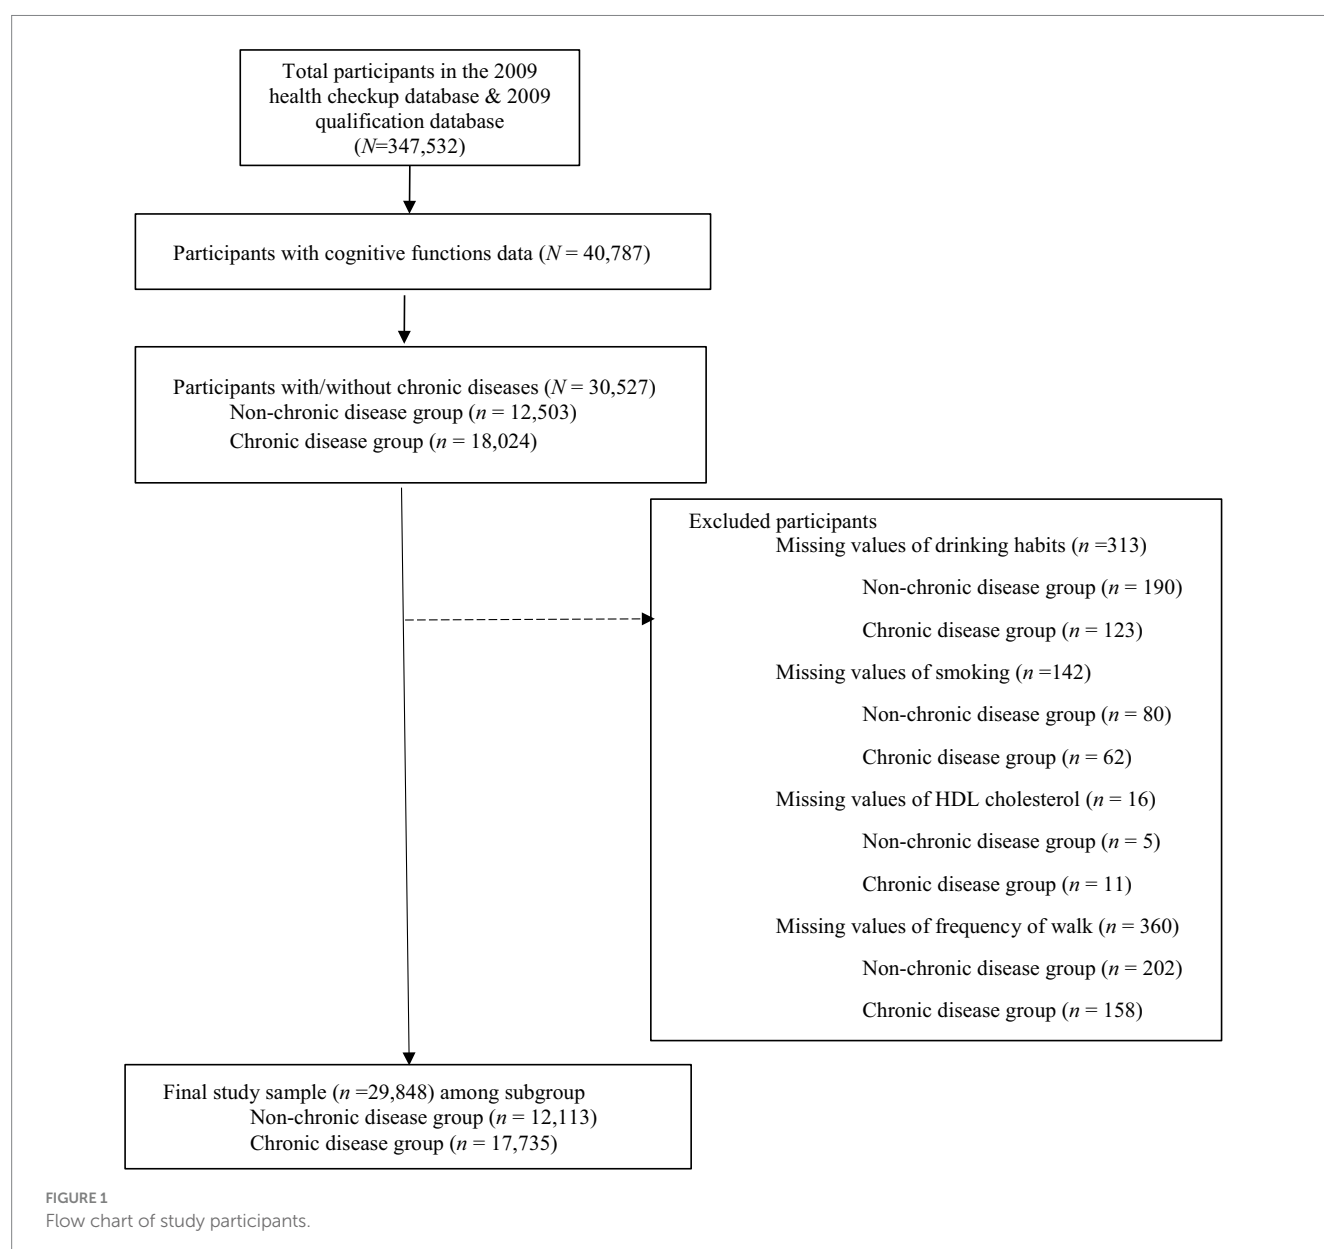 Total participants in the 2009
health checkup database & 2009
qualification database
(N=347,532)
Participants with cognitive functions data (N = 40,787)
Participants with/without chronic diseases (N = 30,527)
Non-chronic disease group (n = 12,503)
Chronic disease group (n = 18,024)
Excluded participants
Missing values of drinking habits (n =313)
Non-chronic disease group (n = 190)
Chronic disease group (n = 123)
Missing values of smoking (n =142)
Non-chronic disease group (n = 80)
Chronic disease group (n = 62)
Missing values of HDL cholesterol (n = 16)
Non-chronic disease group (n = 5)
Chronic disease group (n = 11)
Missing values of frequency of walk (n = 360)
Non-chronic disease group (n = 202)
Chronic disease group (n = 158)
Final study sample (n =29,848) among subgroup
Non-chronic disease group (n = 12,113)
Chronic disease group (n = 17,735)
FIGURE 1
Flow chart of study participants.